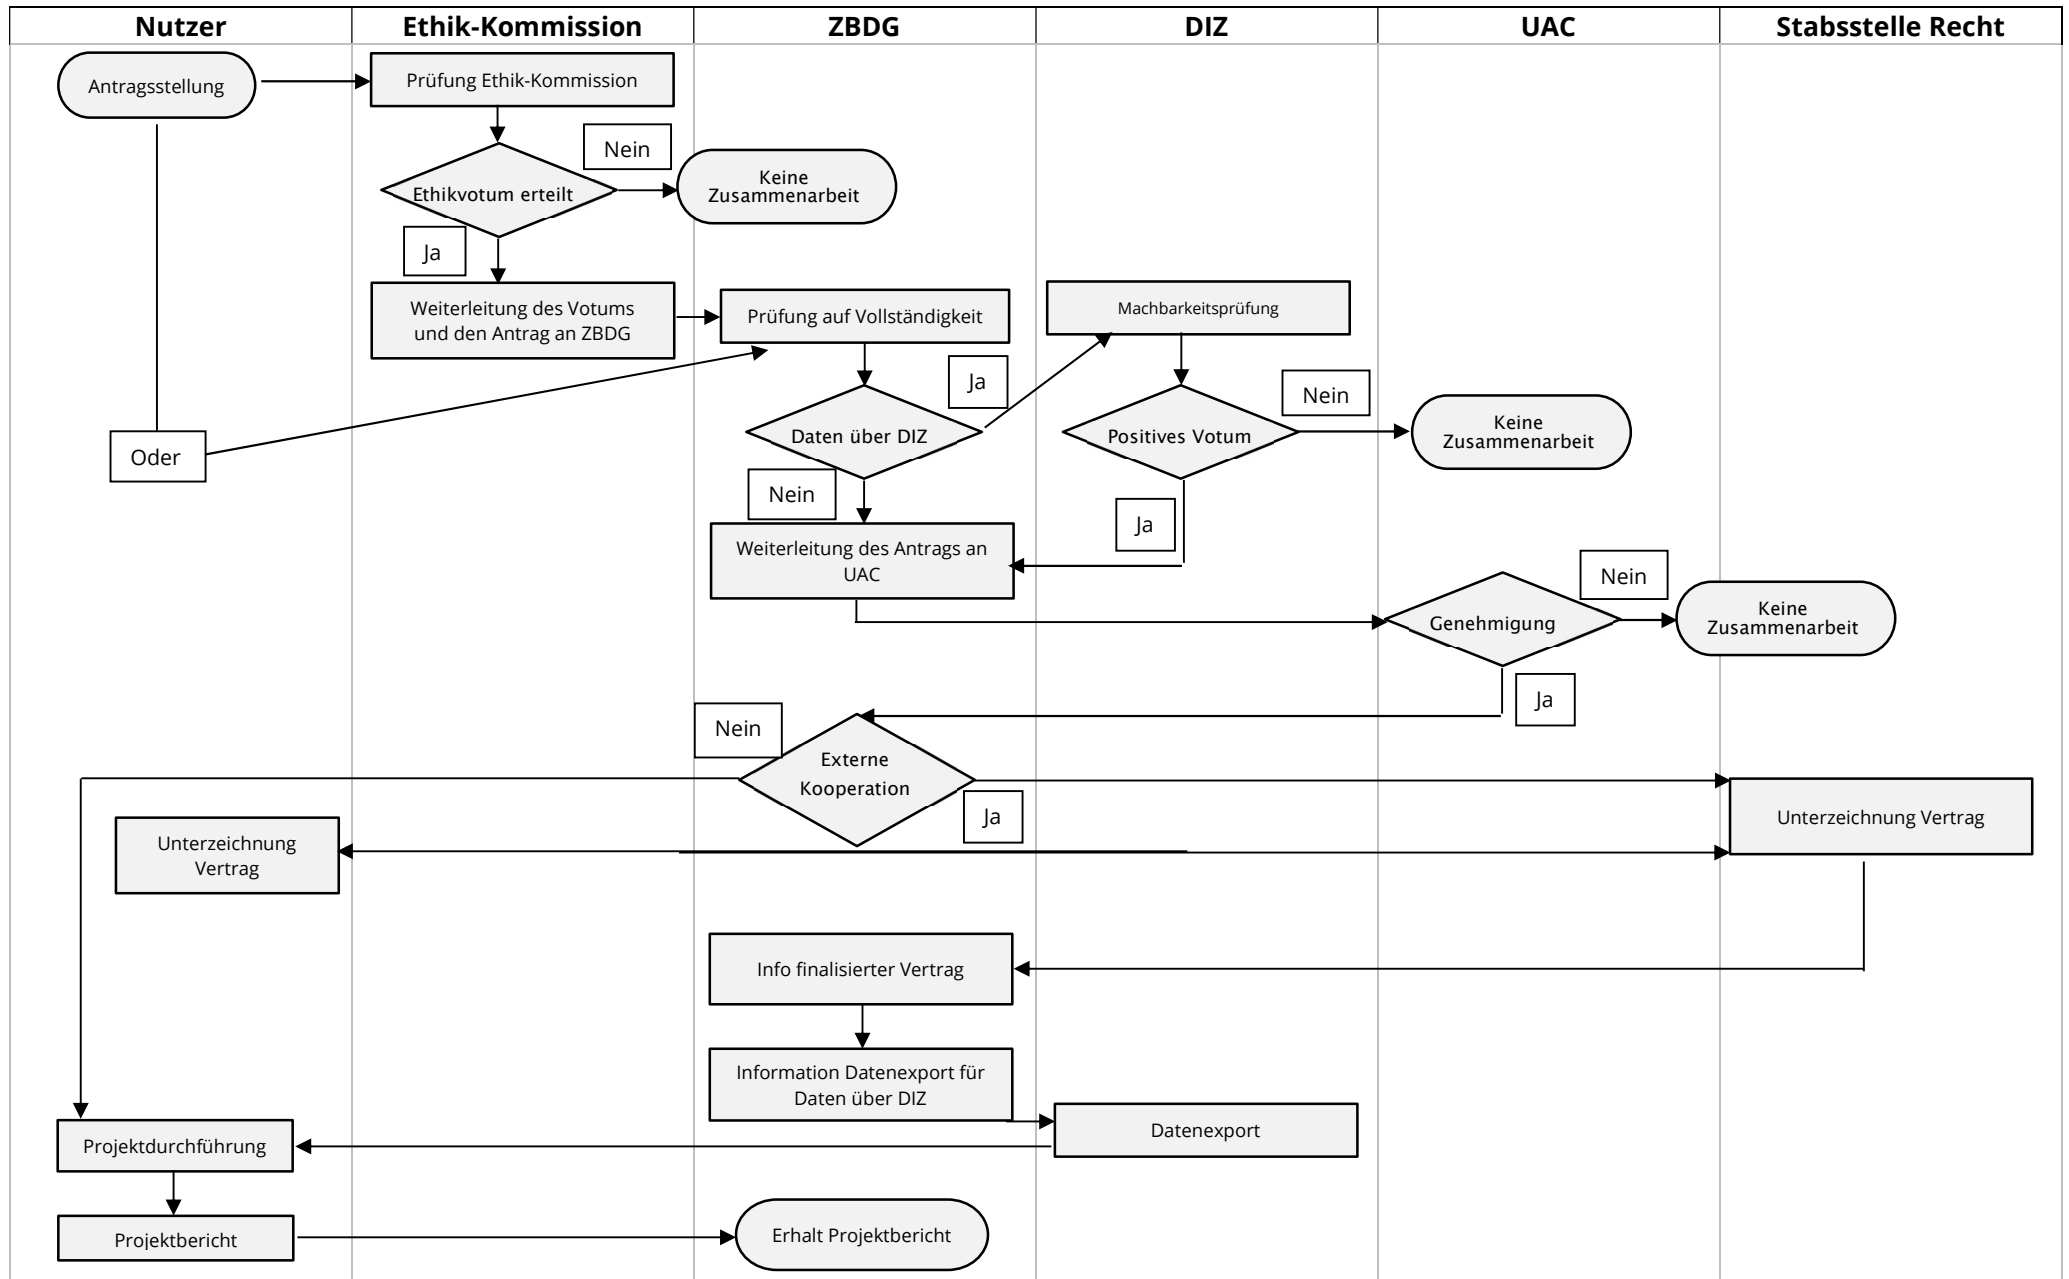 Nutzer
Ethik-Kommission
ZBDG
DIZ
UAC
Stabsstelle Recht
Antragsstellung
Prüfung Ethik-Kommission
Nein
Ethikvotum erteilt
Keine
Zusammenarbeit
Ja
Weiterleitung des Votums
und den Antrag an ZBDG
Prüfung auf Vollständigkeit
Machbarkeitsprüfung
Ja
Nein
Oder
Daten über DIZ
Positives Votum
Keine
Zusammenarbeit
Nein
Ja
Weiterleitung des Antrags an
UAC
Nein
Genehmigung
Keine
Zusammenarbeit
Ja
Nein
Externe
Kooperation
Ja
Unterzeichnung Vertrag
Unterzeichnung
Vertrag
Info finalisierter Vertrag
Information Datenexport für
Daten über DIZ
Datenexport
Projektdurchführung
Projektbericht
Erhalt Projektbericht